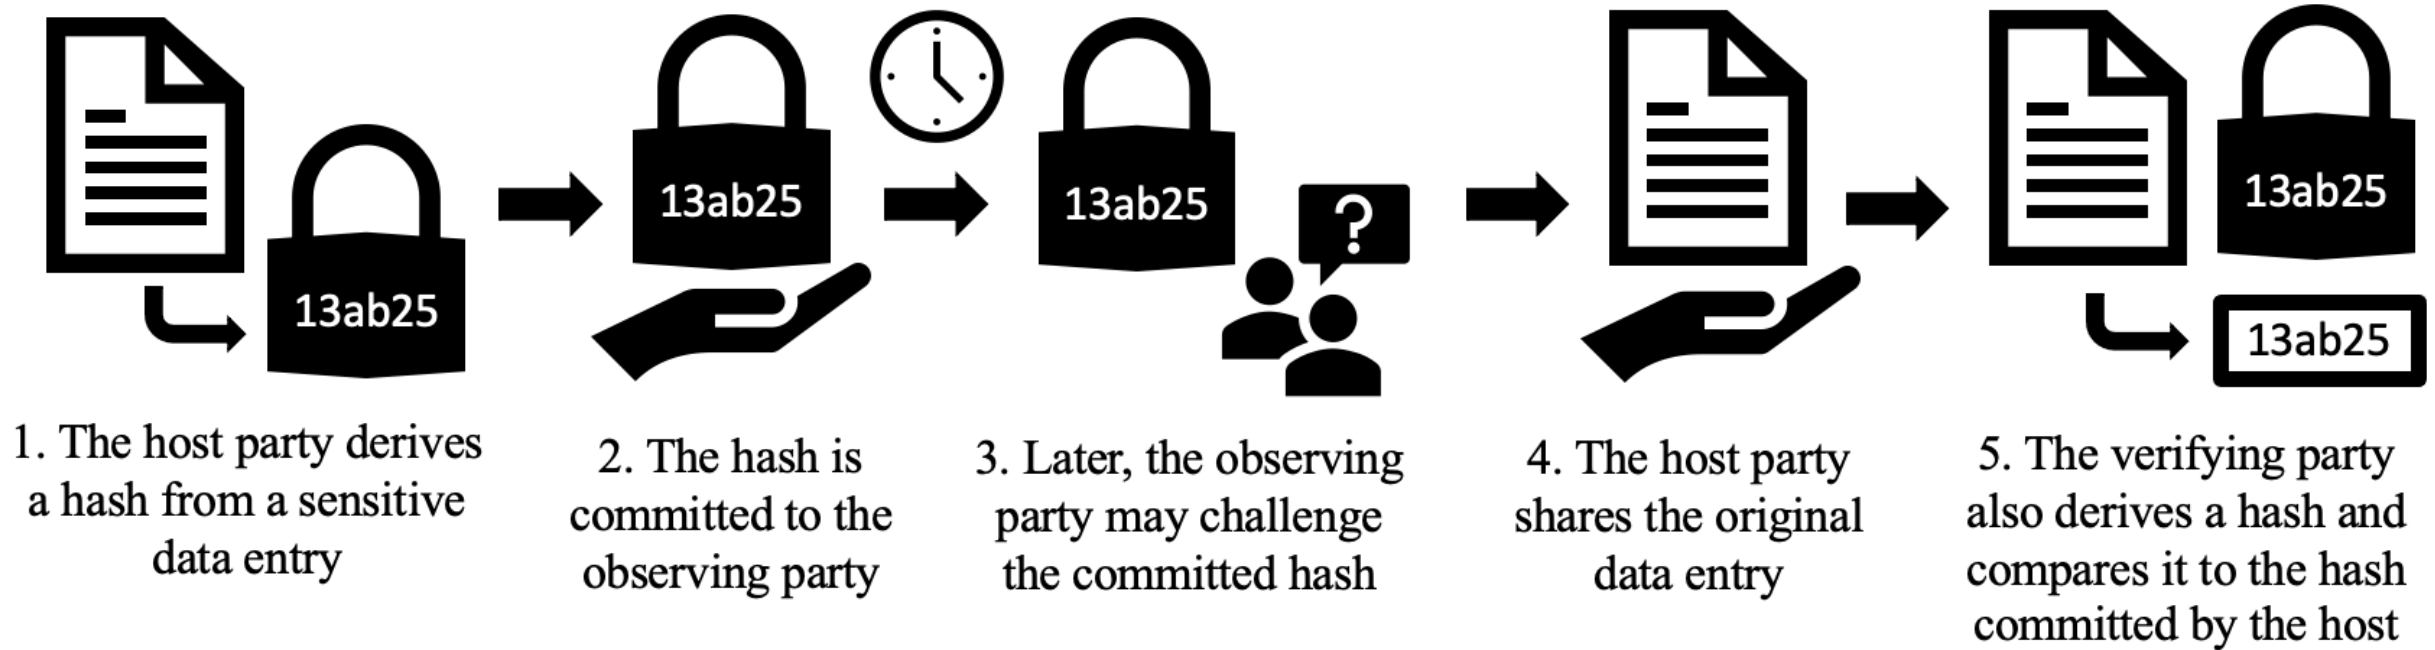 13ab25
13ab25
13ab25
?
13ab25
13ab25
1. The host party derives
a hash from a sensitive
data entry
2. The hash is
committed to the
observing party
3. Later, the observing
party may challenge
the committed hash
4. The host party
shares the original
data entry
5. The verifying party
also derives a hash and
compares it to the hash
committed by the host